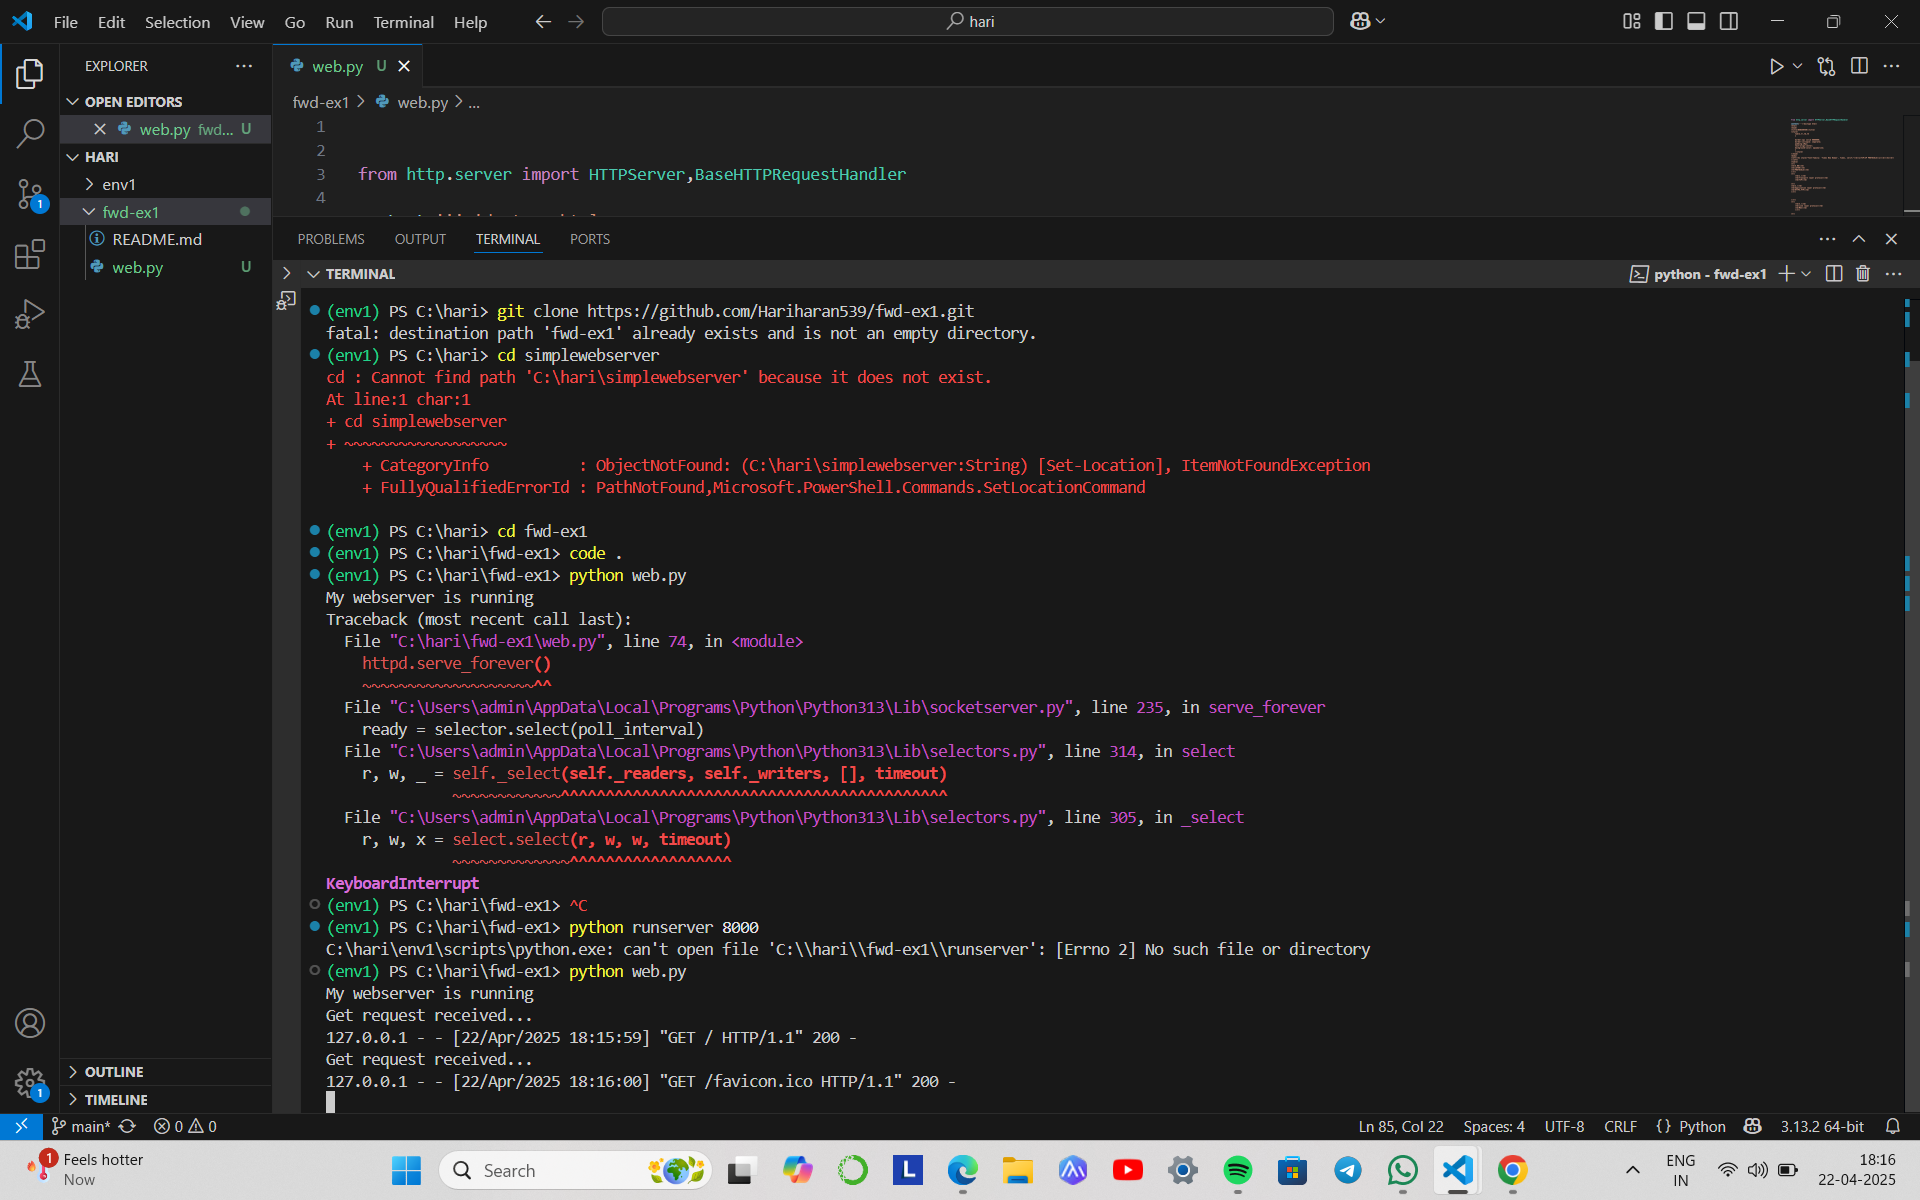 File Edit Selection View Go Run Terminal Help
hari
EXPLORER
OPEN EDITORS
web.py fwd... U
HARI
env1
fwd-ex1
README.md
web.py U
OUTLINE
TIMELINE
web.py U
fwd-ex1 > web.py > ...
1
2
3 from http.server import HTTPServer,BaseHTTPRequestHandler
4
PROBLEMS OUTPUT TERMINAL PORTS
TERMINAL
python - fwd-ex1
(env1) PS C:\hari> git clone https://github.com/Hariharan539/fwd-ex1.git
fatal: destination path 'fwd-ex1' already exists and is not an empty directory.
(env1) PS C:\hari> cd simplewebserver
cd : Cannot find path 'C:\hari\simplewebserver' because it does not exist.
At line:1 char:1
+ cd simplewebserver
+ ~~~~~~~~~~~~~~~~~~
+ CategoryInfo : ObjectNotFound: (C:\hari\simplewebserver:String) [Set-Location], ItemNotFoundException
+ FullyQualifiedErrorId : PathNotFound,Microsoft.PowerShell.Commands.SetLocationCommand
(env1) PS C:\hari> cd fwd-ex1
(env1) PS C:\hari\fwd-ex1> code .
(env1) PS C:\hari\fwd-ex1> python web.py
My webserver is running
Traceback (most recent call last):
File "C:\hari\fwd-ex1\web.py", line 74, in <module>
httpd.serve_forever()
~~~~~~~~~~~~~~~~~~~^^
File "C:\Users\admin\AppData\Local\Programs\Python\Python313\Lib\socketserver.py", line 235, in serve_forever
ready = selector.select(poll_interval)
File "C:\Users\admin\AppData\Local\Programs\Python\Python313\Lib\selectors.py", line 314, in select
r, w, _ = self._select(self._readers, self._writers, [], timeout)
~~~~~~~~~~~~^^^^^^^^^^^^^^^^^^^^^^^^^^^^^^^^^^^^^^^^^^^
File "C:\Users\admin\AppData\Local\Programs\Python\Python313\Lib\selectors.py", line 305, in _select
r, w, x = select.select(r, w, w, timeout)
~~~~~~~~~~~~~^^^^^^^^^^^^^^^^^^
KeyboardInterrupt
(env1) PS C:\hari\fwd-ex1> ^C
(env1) PS C:\hari\fwd-ex1> python runserver 8000
C:\hari\env1\scripts\python.exe: can't open file 'C:\\hari\\fwd-ex1\\runserver': [Errno 2] No such file or directory
(env1) PS C:\hari\fwd-ex1> python web.py
My webserver is running
Get request received...
127.0.0.1 - - [22/Apr/2025 18:15:59] "GET / HTTP/1.1" 200 -
Get request received...
127.0.0.1 - - [22/Apr/2025 18:16:00] "GET /favicon.ico HTTP/1.1" 200 -
1
1
main* 0 0
Ln 85, Col 22 Spaces: 4 UTF-8 CRLF {} Python 3.13.2 64-bit
1
Feels hotter
Now
Search
L
ENG
IN
18:16
22-04-2025